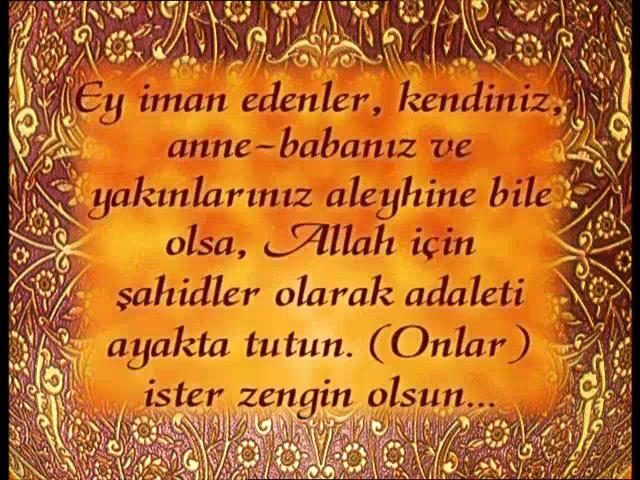 Ey iman edenler, kendiniz,
anne-babanız ve
yakınlarınız aleyhine bile
olsa, Allah için
şahidler olarak adaleti
ayakta tutun. (Onlar)
ister zengin olsun...